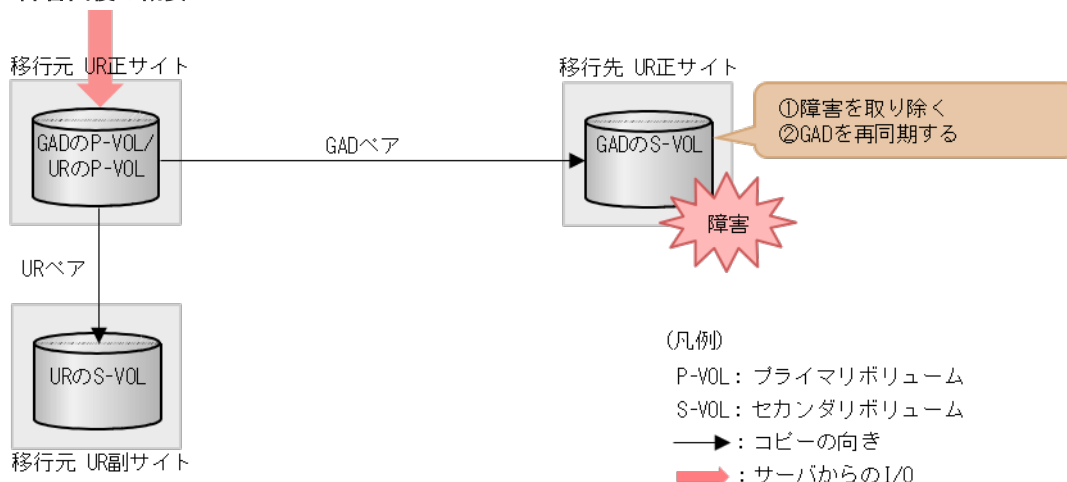 移行元 UR正サイト
移行先 UR正サイト
GADのP-VOL/
URのP-VOL
GADペア
GADのS-VOL
①障害を取り除く
②GADを再同期する
障害
URペア
URのS-VOL
移行元 UR副サイト
(凡例)
P-VOL: プライマリボリューム
S-VOL: セカンダリボリューム
: コピーの向き
: サーバからのI/O